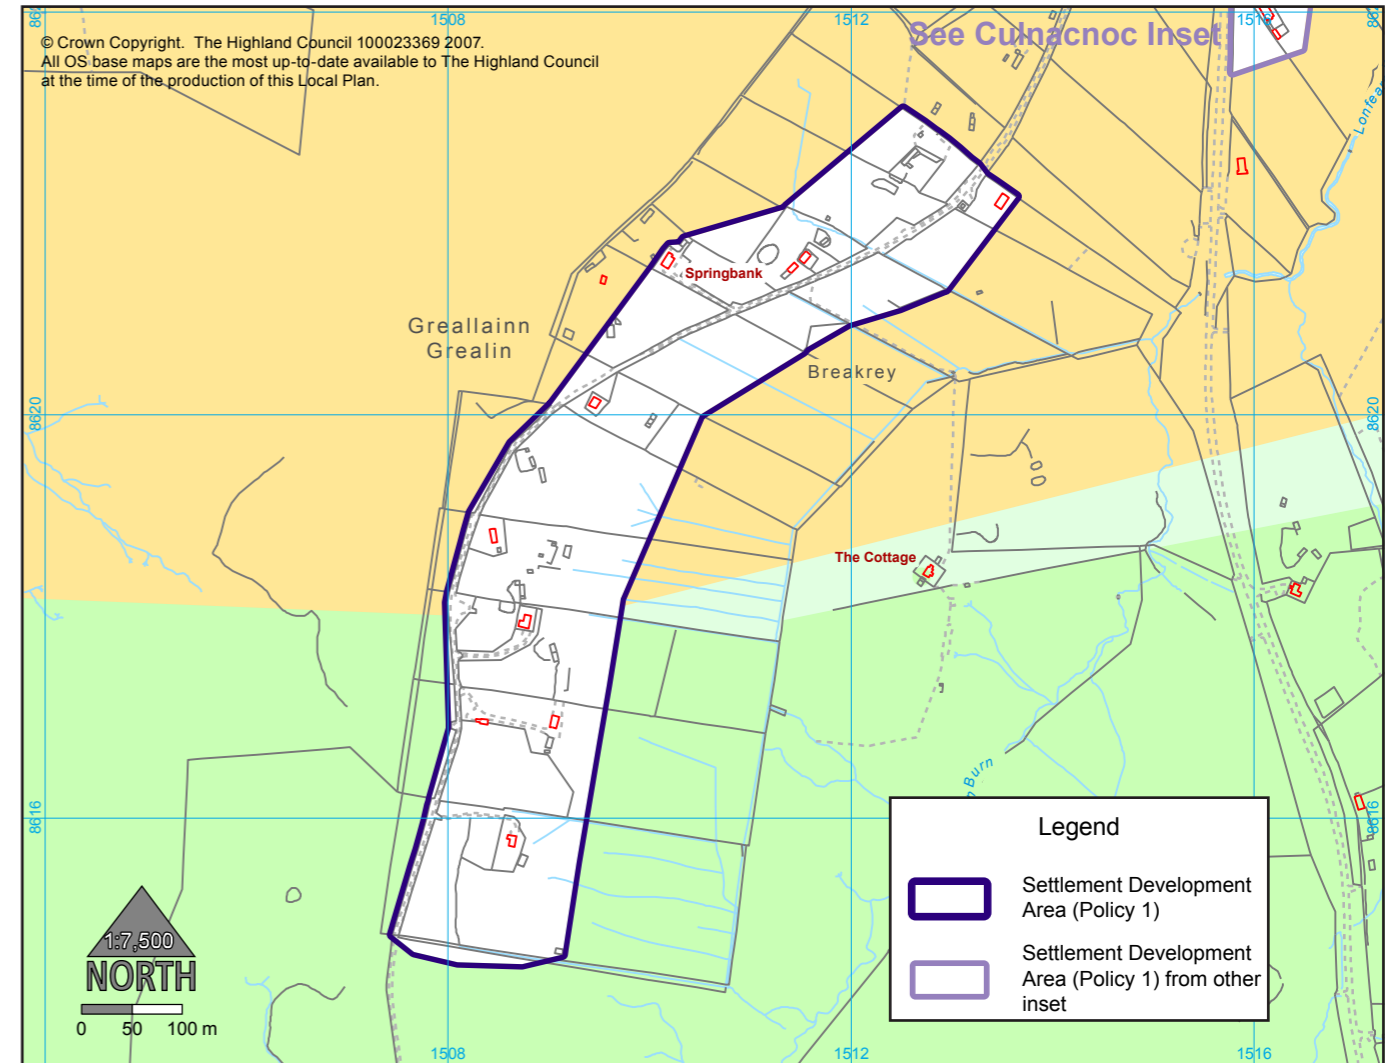 1508
1512
1516
© Crown Copyright. The Highland Council 100023369 2007.
All OS base maps are the most up-to-date available to The Highland Council
at the time of the production of this Local Plan.
See Culnacnoc Inset
Springbank
Greallainn
Grealin
Breakrey
8620
8620
The Cottage
Burn
8616
8616
Legend
Settlement Development
Area (Policy 1)
Settlement Development
Area (Policy 1) from other
inset
1:7,500
NORTH
0 50 100 m
1508
1512
1516